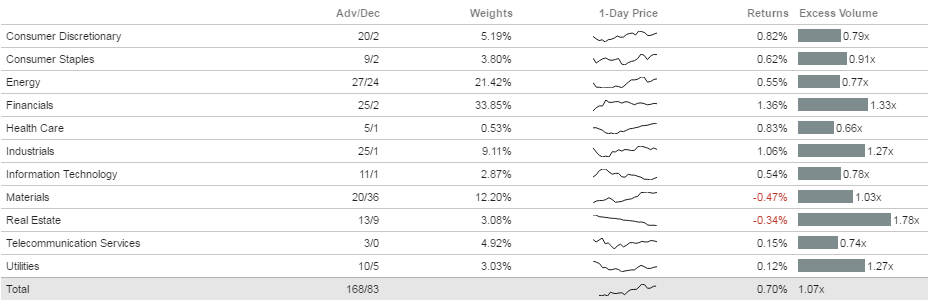 Adv/Dec Weights 1-Day Price Returns Excess Volume
Consumer Discretionary 20/2 5.19% 0.82% 0.79x
Consumer Staples 9/2 3.80% 0.62% 0.91x
Energy 27/24 21.42% 0.55% 0.77x
Financials 25/2 33.85% 1.36% 1.33x
Health Care 5/1 0.53% 0.83% 0.66x
Industrials 25/1 9.11% 1.06% 1.27x
Information Technology 11/1 2.87% 0.54% 0.78x
Materials 20/36 12.20% -0.47% 1.03x
Real Estate 13/9 3.08% -0.34% 1.78x
Telecommunication Services 3/0 4.92% 0.15% 0.74x
Utilities 10/5 3.03% 0.12% 1.27x
Total 168/83 0.70% 1.07x